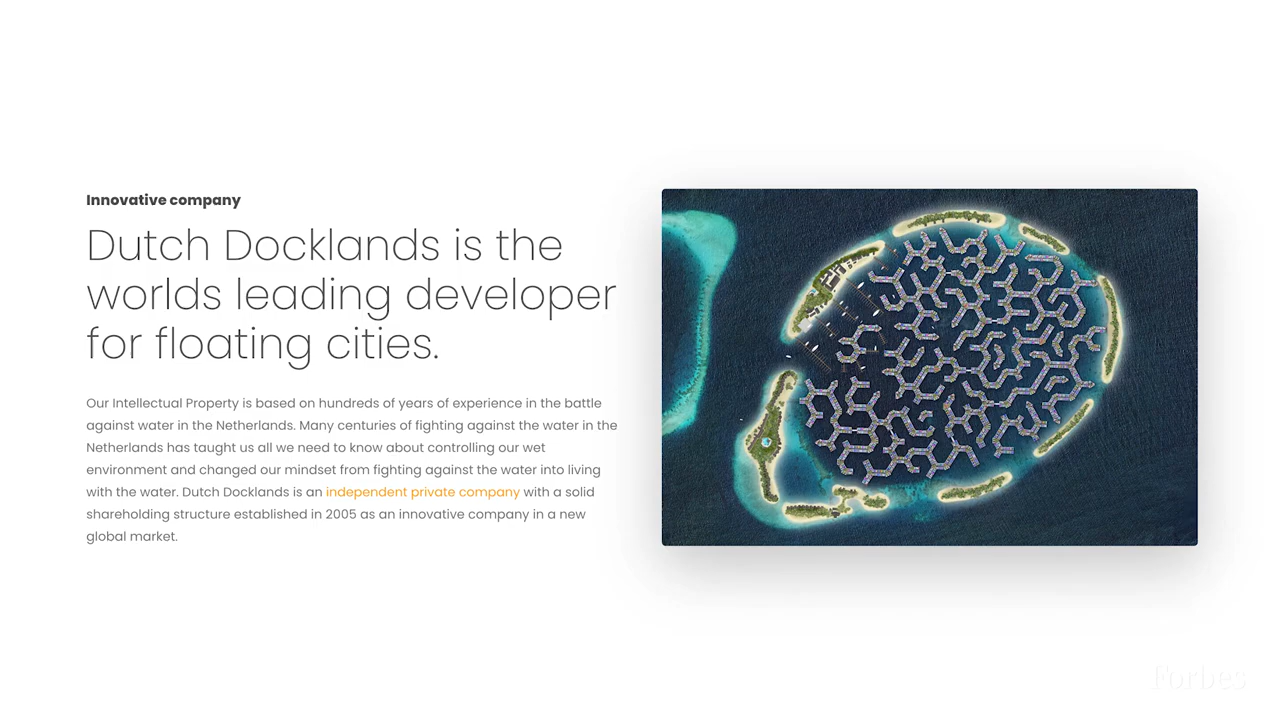 Innovative company
Dutch Docklands is the
worlds leading developer
for floating cities.
Our Intellectual Property is based on hundreds of years of experience in the battle
against water in the Netherlands. Many centuries of fighting against the water in the
Netherlands has taught us all we need to know about controlling our wet
environment and changed our mindset from fighting against the water into living
with the water. Dutch Docklands is an independent private company with a solid
shareholding structure established in 2005 as an innovative company in a new
global market.
Forbes